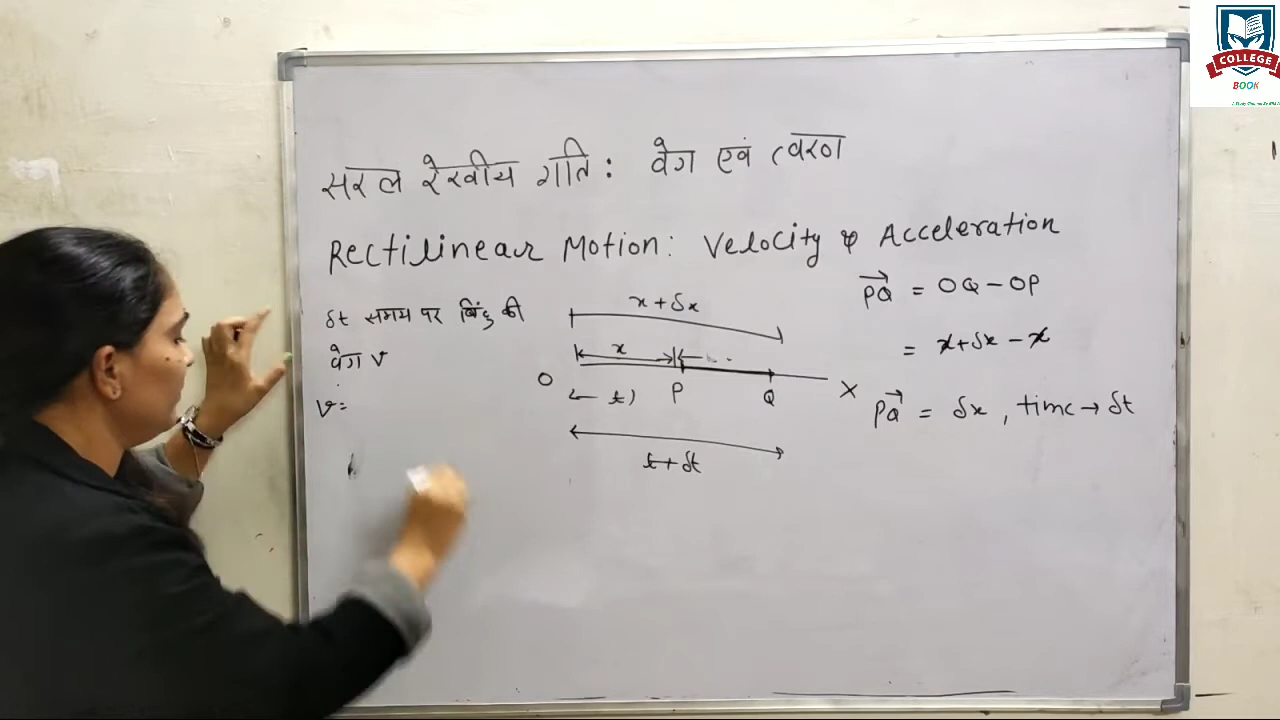 COLLEGE
BOOK
सरल रेखीय गति : वेग एवं त्वरण
Rectilinear Motion: Velocity & Acceleration
δt समय पर बिंदु की
वेग v
v=
x+δx
x
O
P
Q
X
t
t+δt
PQ = OQ-OP
= x+δx-x
PQ = δx, time→δt